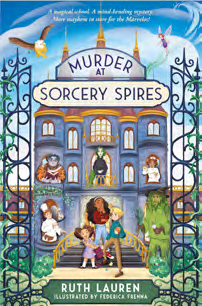 A magical school. A mind-bending mystery.
More mayhem in store for the Marvelus!
MURDER
AT
SORCERY SPIRES
RUTH LAUREN
ILLUSTRATED BY FEDERICA FRENNA